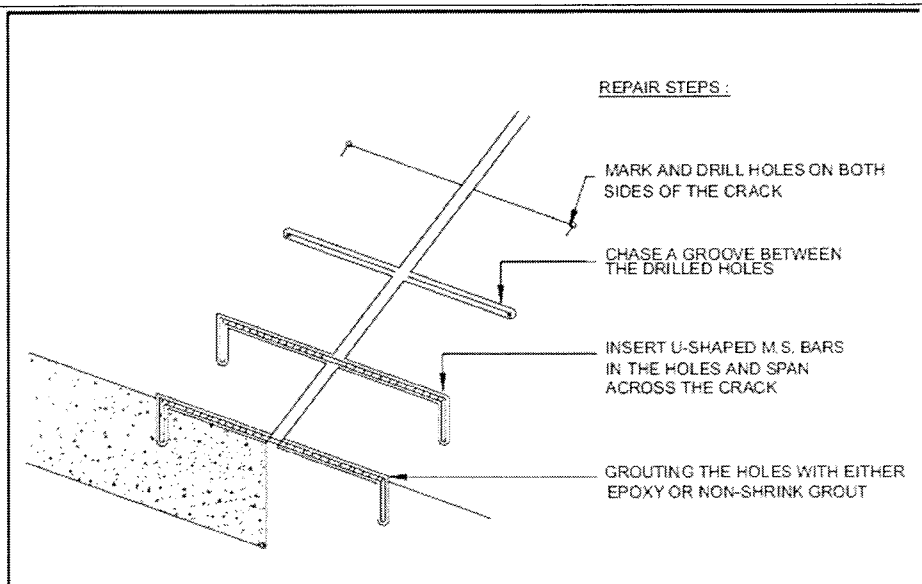 REPAIR STEPS :
MARK AND DRILL HOLES ON BOTH
SIDES OF THE CRACK
CHASE A GROOVE BETWEEN
THE DRILLED HOLES
INSERT U-SHAPED M.S. BARS
IN THE HOLES AND SPAN
ACROSS THE CRACK
GROUTING THE HOLES WITH EITHER
EPOXY OR NON-SHRINK GROUT